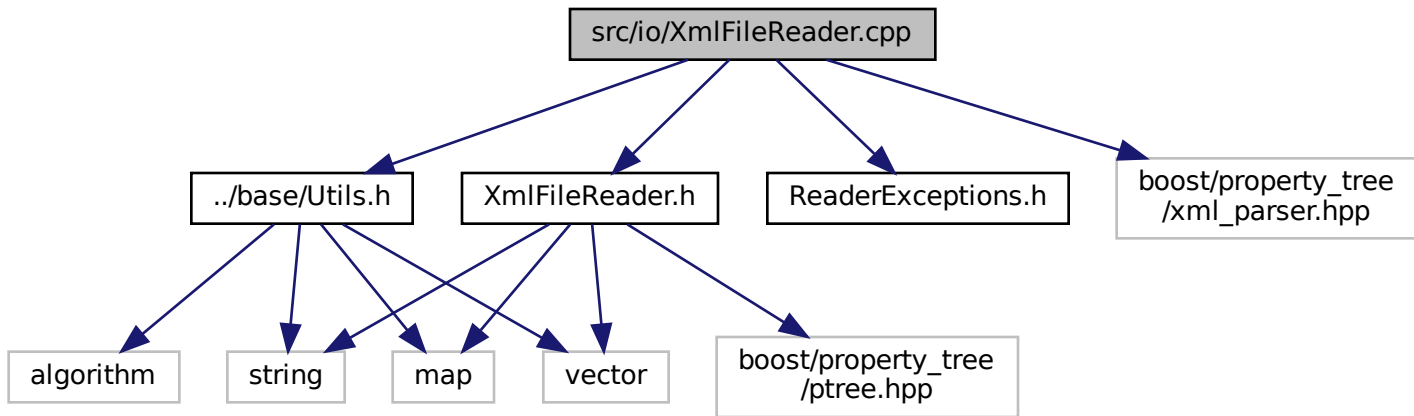 src/io/XmlFileReader.cpp
../base/Utils.h
XmlFileReader.h
ReaderExceptions.h
boost/property_tree
/xml_parser.hpp
algorithm
string
map
vector
boost/property_tree
/ptree.hpp